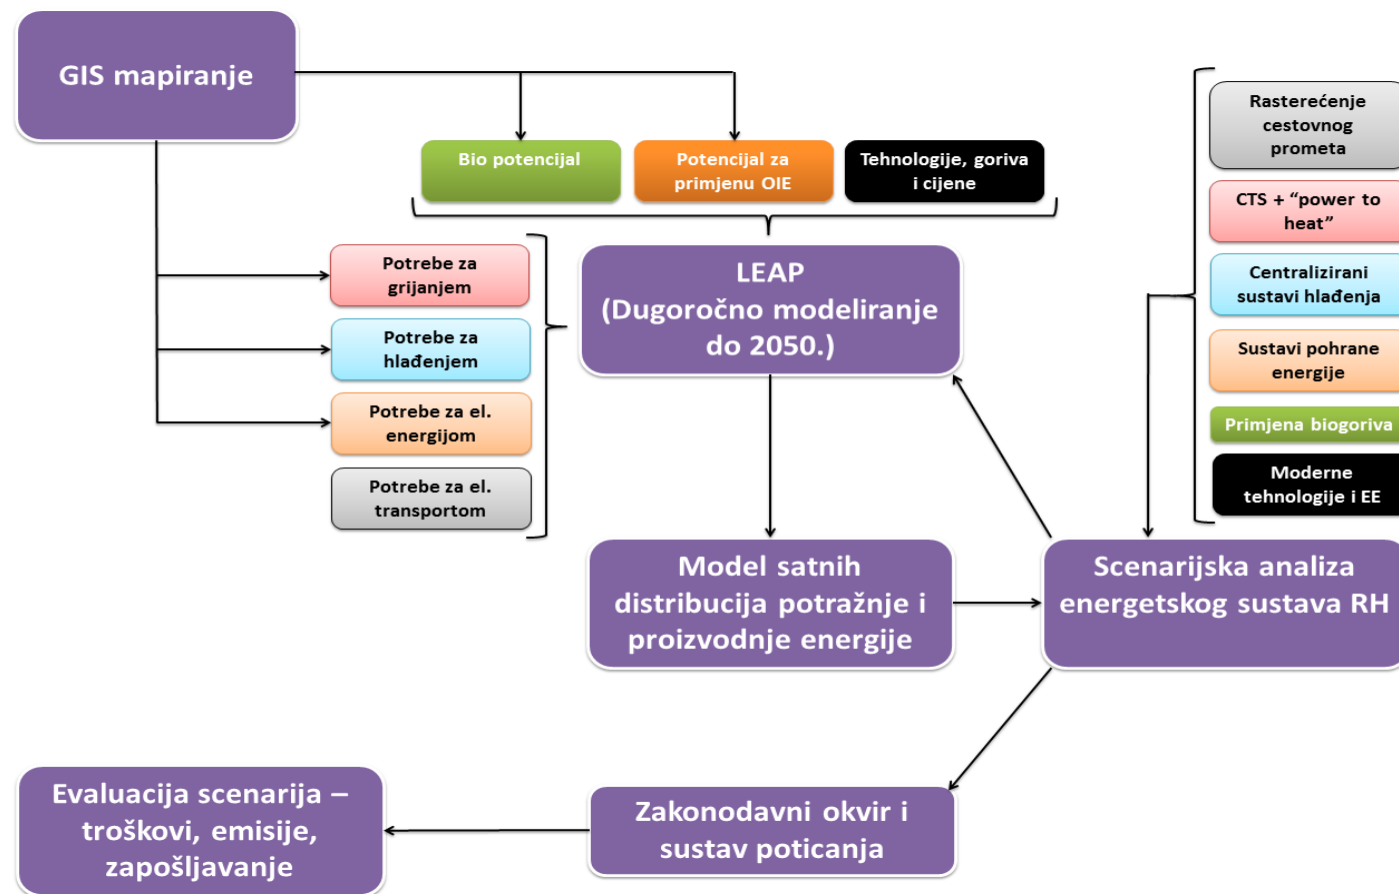 GIS mapiranje
Bio potencijal
Potencijal za
primjenu OIE
Tehnologije, goriva
i cijene
Rasterećenje
cestovnog
prometa
CTS + “power to
heat”
Centralizirani
sustavi hlađenja
Sustavi pohrane
energije
Primjena biogoriva
Moderne
tehnologije i EE
Potrebe za
grijanjem
Potrebe za
hlađenjem
Potrebe za el.
energijom
Potrebe za el.
transportom
LEAP
(Dugoročno modeliranje
do 2050.)
Model satnih
distribucija potražnje i
proizvodnje energije
Scenarijska analiza
energetskog sustava RH
Zakonodavni okvir i
sustav poticanja
Evaluacija scenarija –
troškovi, emisije,
zapošljavanje